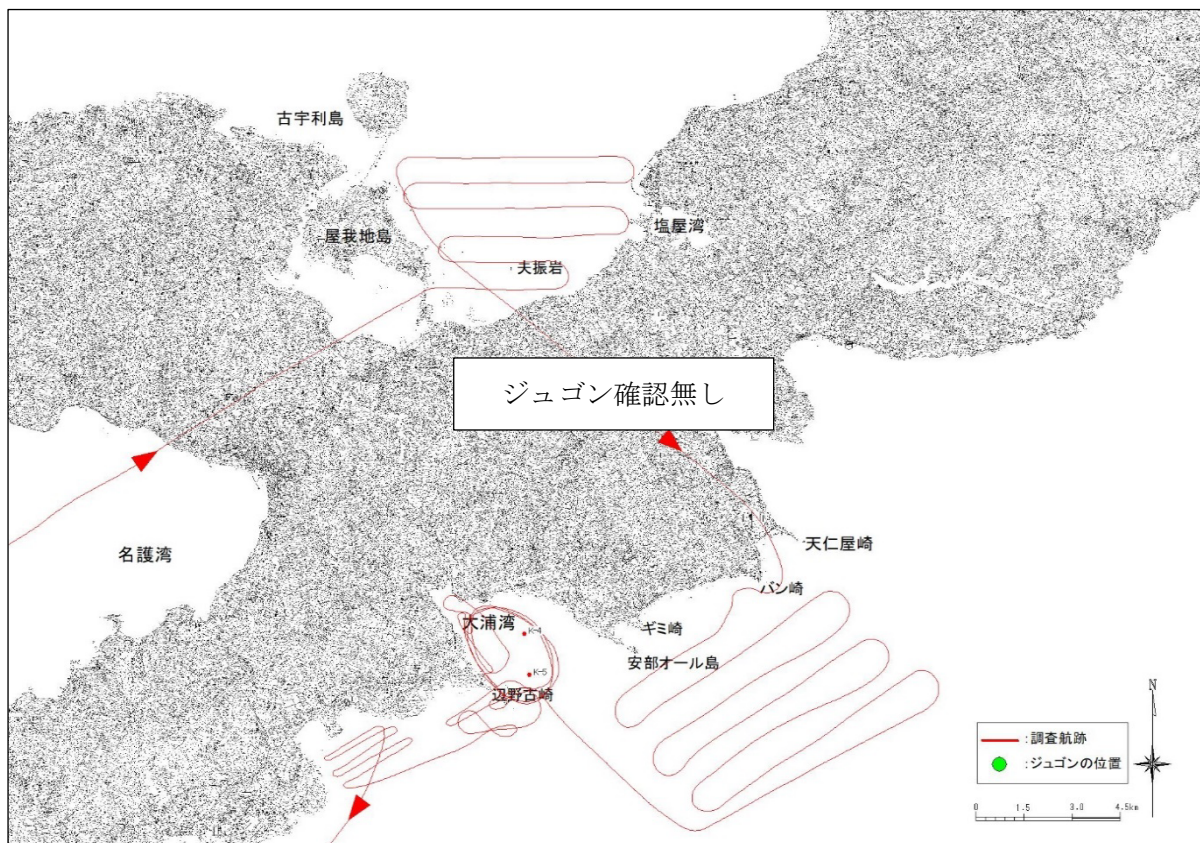 古宇利島
屋我地島
塩屋湾
夫振岩
ジュゴン確認無し
名護湾
天仁屋崎
バン崎
大浦湾
K-4
ギミ崎
安部オール島
K-5
辺野古崎
N
:調査航跡
:ジュゴンの位置
0 1.5 3.0 4.5km